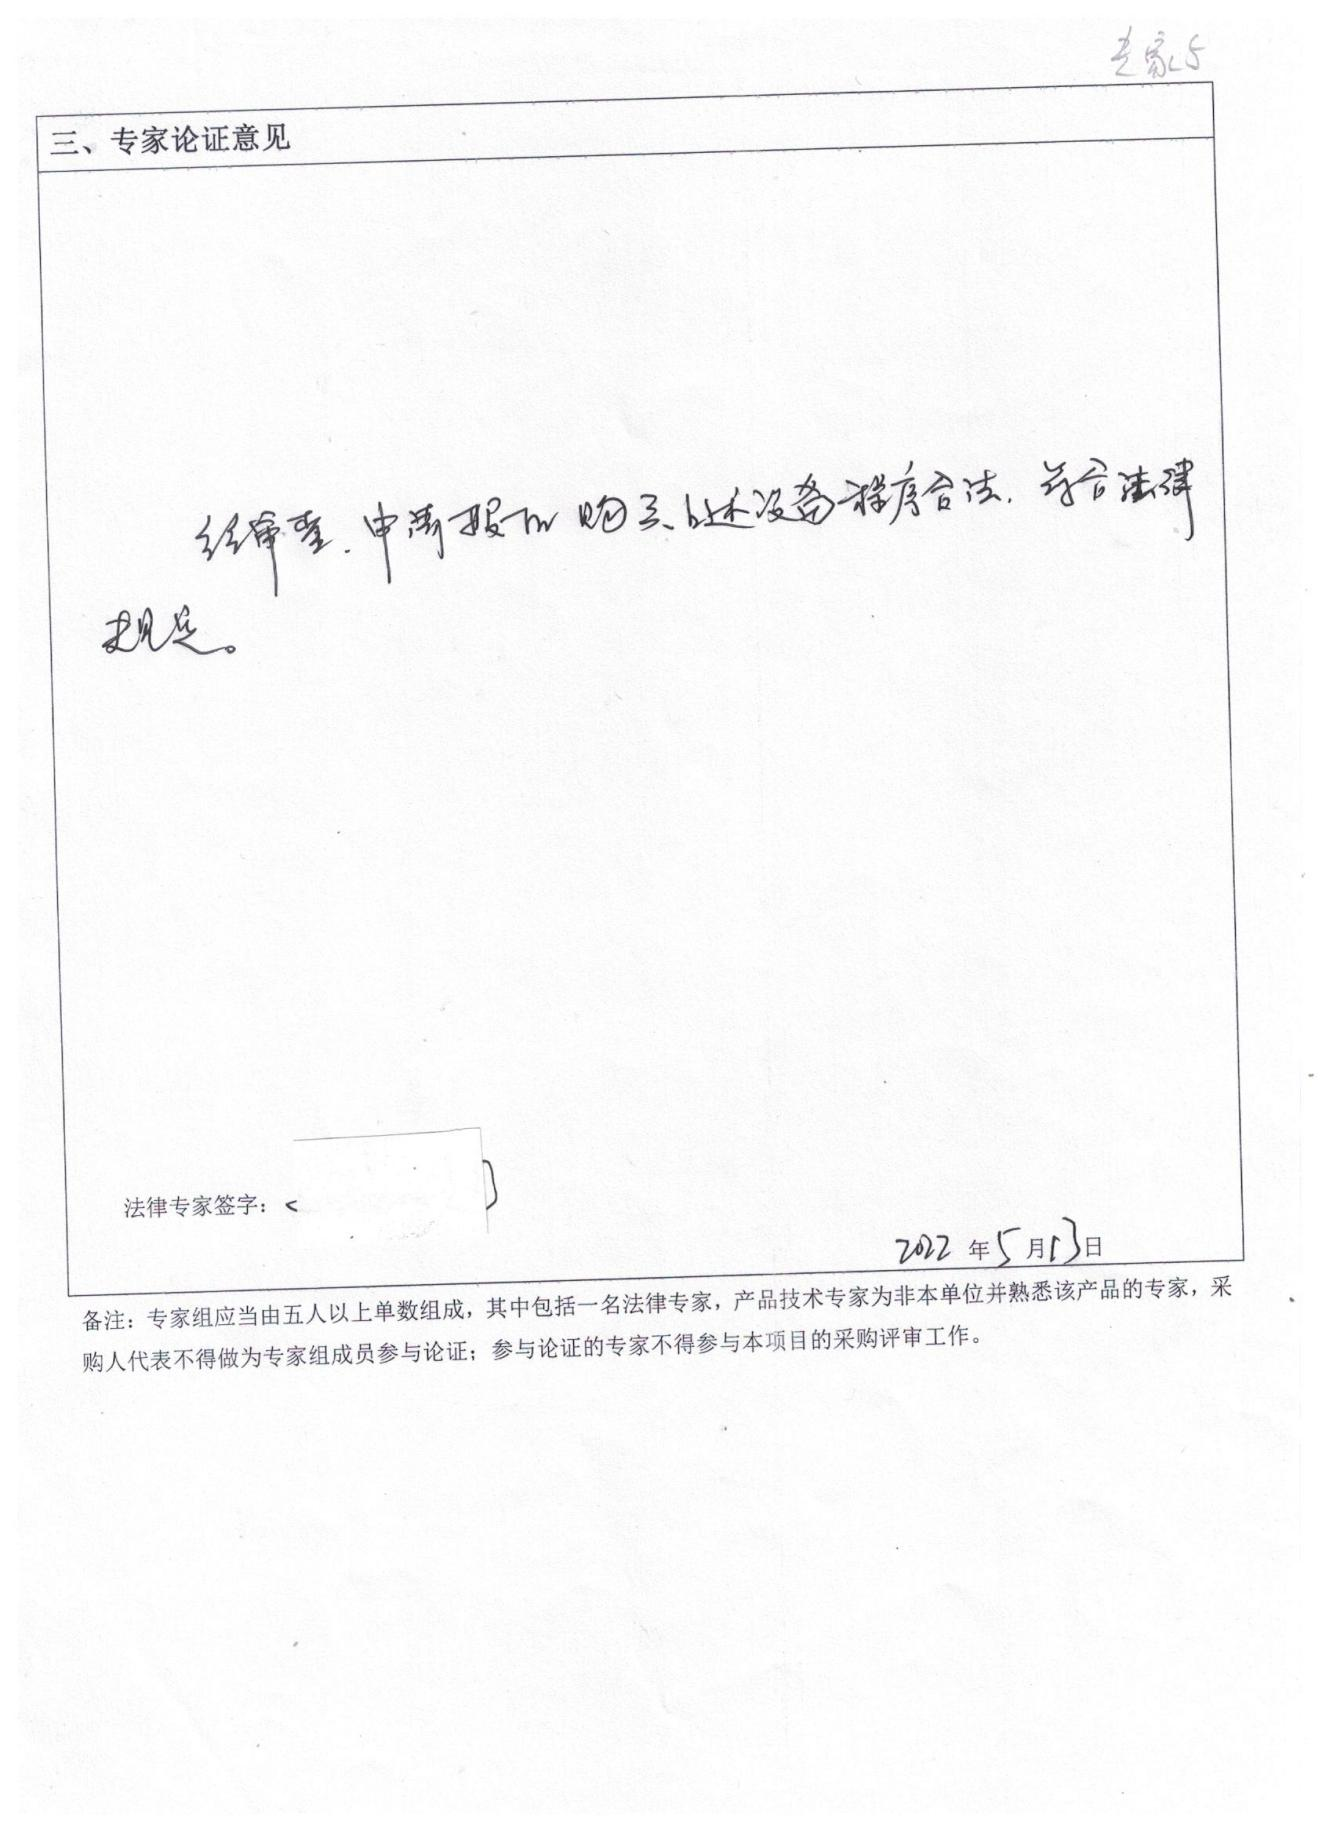 专家5
三、专家论证意见
经审查,申请报批购买上述设备程序合法,符合法律
规定。
法律专家签字:
2022年5月13日
备注:专家组应当由五人以上单数组成,其中包括一名法律专家,产品技术专家为非本单位并熟悉该产品的专家,采
购人代表不得做为专家组成员参与论证;参与论证的专家不得参与本项目的采购评审工作。